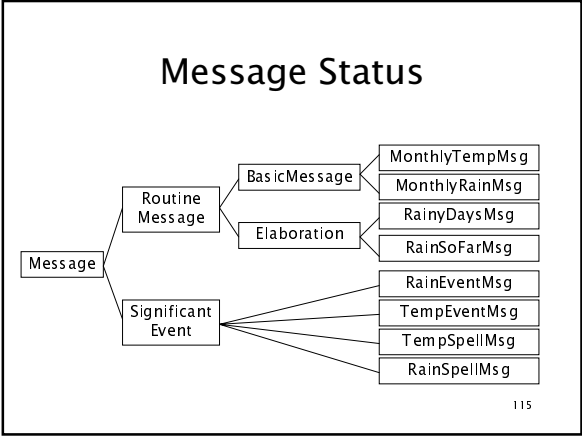 Message Status
Message
Routine
Message
Significant
Event
BasicMessage
Elaboration
MonthlyTempMsg
MonthlyRainMsg
RainyDaysMsg
RainSoFarMsg
RainEventMsg
TempEventMsg
TempSpellMsg
RainSpellMsg
115